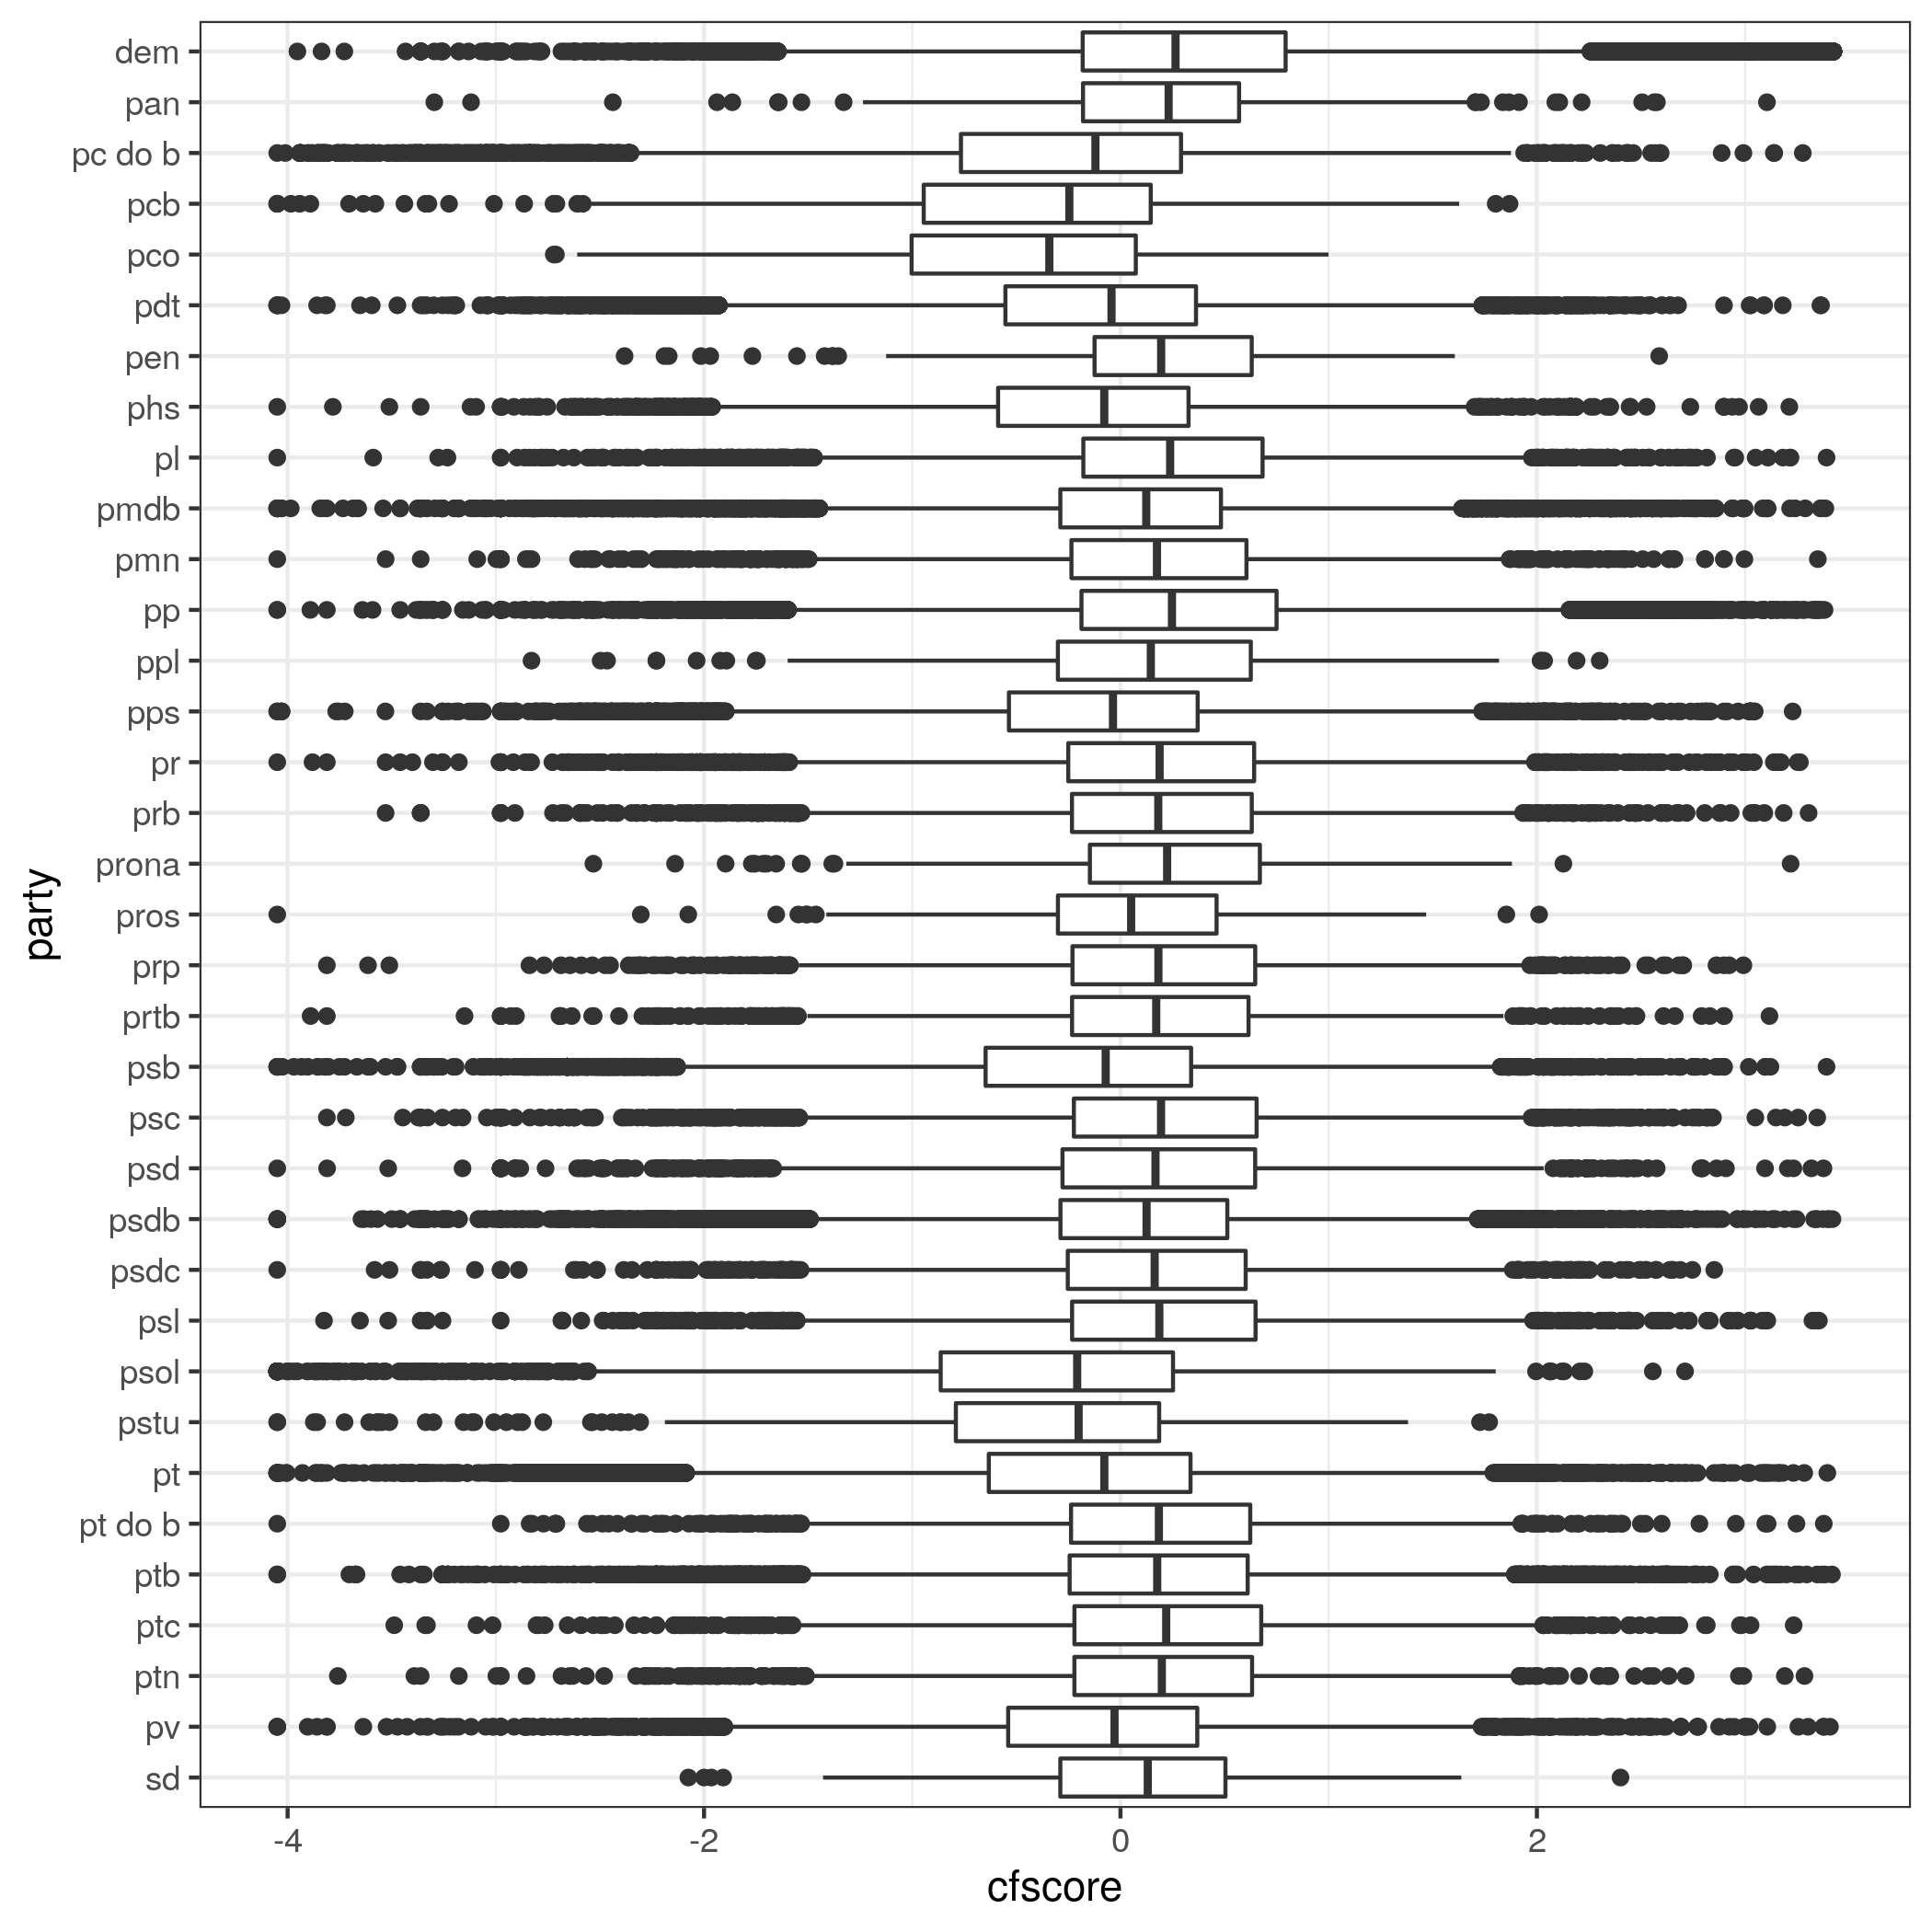 dem
pan
pc do b
pcb
pco
pdt
pen
phs
pl
pmdb
pmn
pp
ppl
pps
pr
prb
prona
pros
prp
prtb
psb
psc
psd
psdb
psdc
psl
psol
pstu
pt
pt do b
ptb
ptc
ptn
pv
sd
party
-4 -2 0 2
cfscore